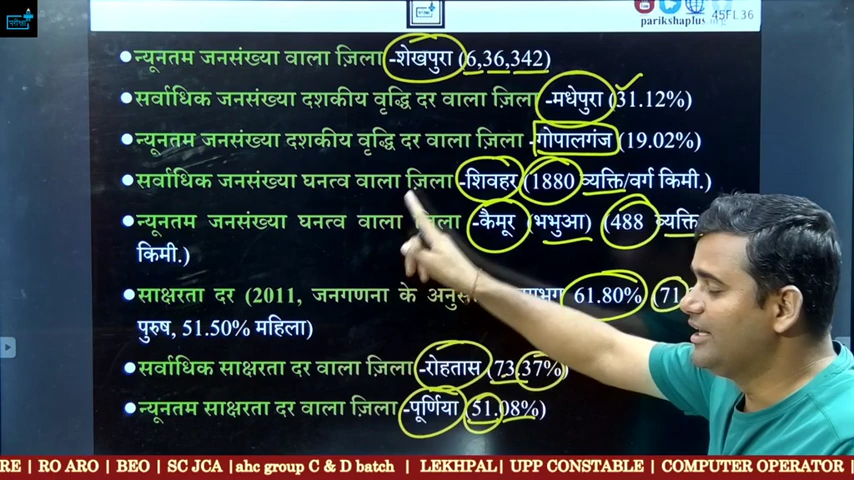 परीक्षा
parikshaplus.org
45FL36
●न्यूनतम जनसंख्या वाला ज़िला -शेखपुरा (6,36,342)
●सर्वाधिक जनसंख्या दशकीय वृद्धि दर वाला ज़िला -मधेपुरा (31.12%)
●न्यूनतम जनसंख्या दशकीय वृद्धि दर वाला ज़िला -गोपालगंज (19.02%)
●सर्वाधिक जनसंख्या घनत्व वाला ज़िला -शिवहर (1880 व्यक्ति/वर्ग किमी.)
●न्यूनतम जनसंख्या घनत्व वाला ज़िला -कैमूर (भभुआ) (488 व्यक्ति
किमी.)
●साक्षरता दर (2011, जनगणना के 61.80% (71
पुरुष, 51.50% महिला)
●सर्वाधिक साक्षरता दर वाला ज़िला -रोहतास (73.37%)
●न्यूनतम साक्षरता दर वाला ज़िला -पूर्णिया (51.08%)
RE | RO ARO | BEO | SC JCA |ahc group C & D batch | LEKHPAL| UPP CONSTABLE | COMPUTER OPERATOR |